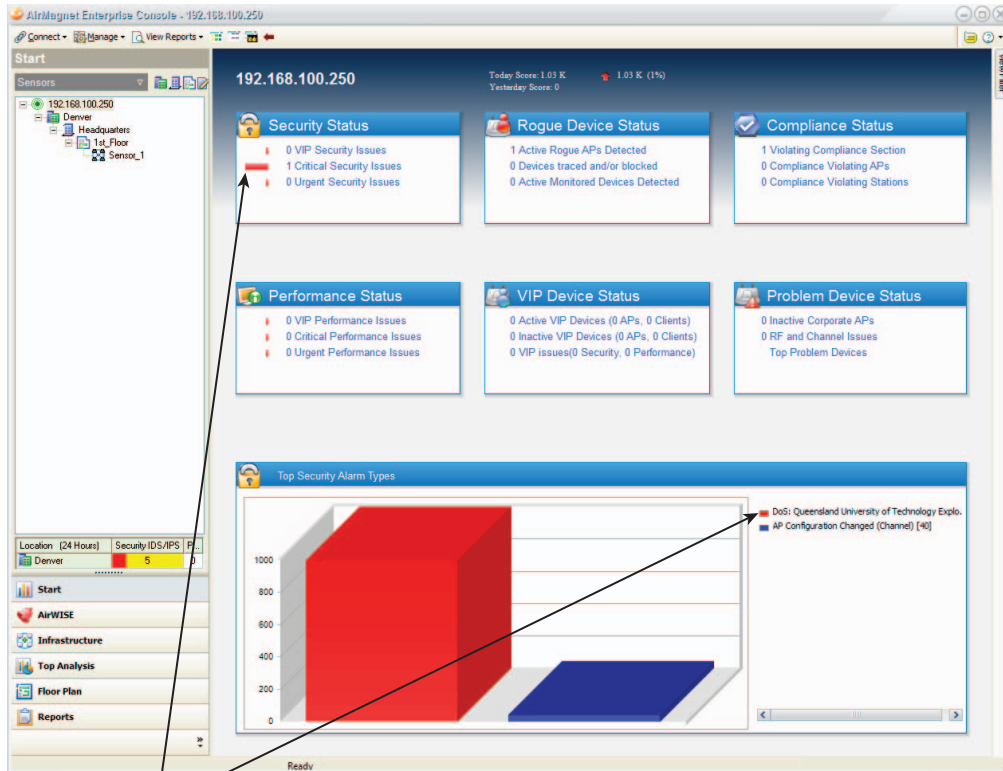 AirMagnet Enterprise Console - 192.168.100.250
Connect Manage View Reports
Start
Sensors
192.168.100.250
Denver
Headquarters
1st_Floor
Sensor_1
Location (24 Hours) Security IDS/IPS P...
Denver 5 0
Start
AirWISE
Infrastructure
Top Analysis
Floor Plan
Reports
192.168.100.250
Today Score: 1.03 K 1.03 K (1%)
Yesterday Score: 0
Security Status
0 VIP Security Issues
1 Critical Security Issues
0 Urgent Security Issues
Rogue Device Status
1 Active Rogue APs Detected
0 Devices traced and/or blocked
0 Active Monitored Devices Detected
Compliance Status
1 Violating Compliance Section
0 Compliance Violating APs
0 Compliance Violating Stations
Performance Status
0 VIP Performance Issues
0 Critical Performance Issues
0 Urgent Performance Issues
VIP Device Status
0 Active VIP Devices (0 APs, 0 Clients)
0 Inactive VIP Devices (0 APs, 0 Clients)
0 VIP issues(0 Security, 0 Performance)
Problem Device Status
0 Inactive Corporate APs
0 RF and Channel Issues
Top Problem Devices
Top Security Alarm Types
1000
800
600
400
200
0
DoS: Queensland University of Technology Explo.
AP Configuration Changed (Channel) [40]
Ready